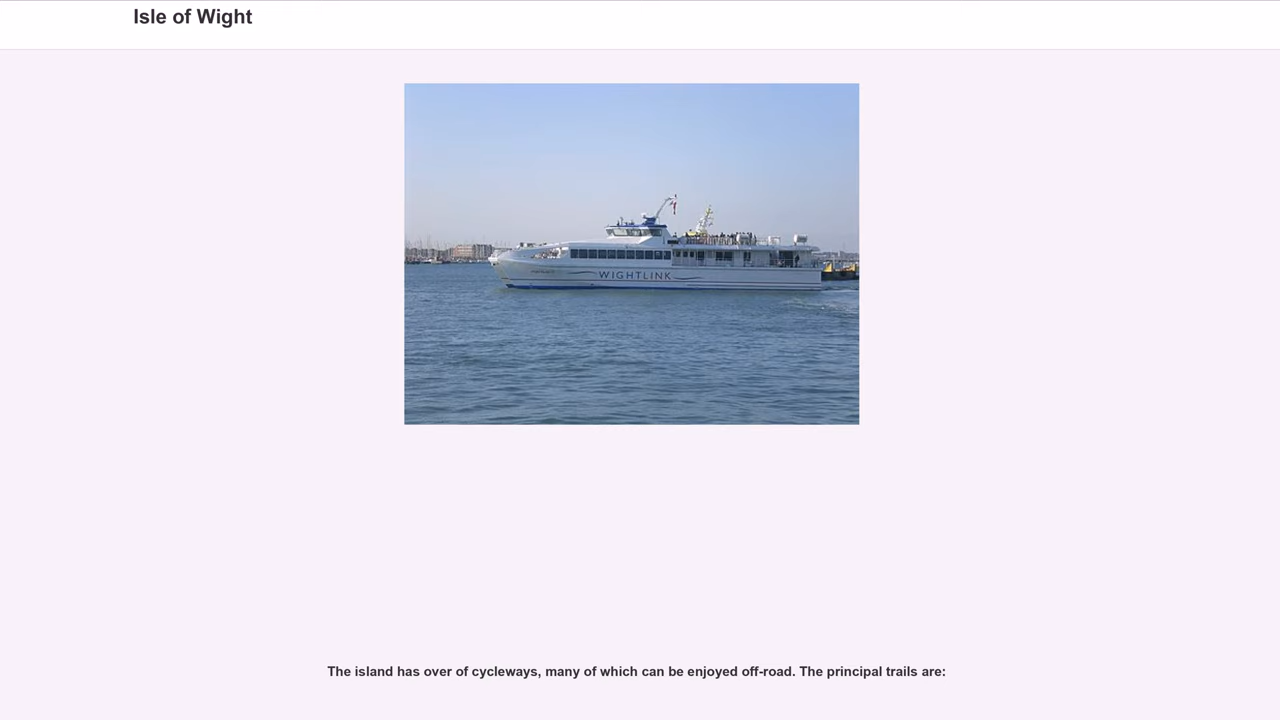 Isle of Wight
WIGHTLINK
The island has over of cycleways, many of which can be enjoyed off-road. The principal trails are: